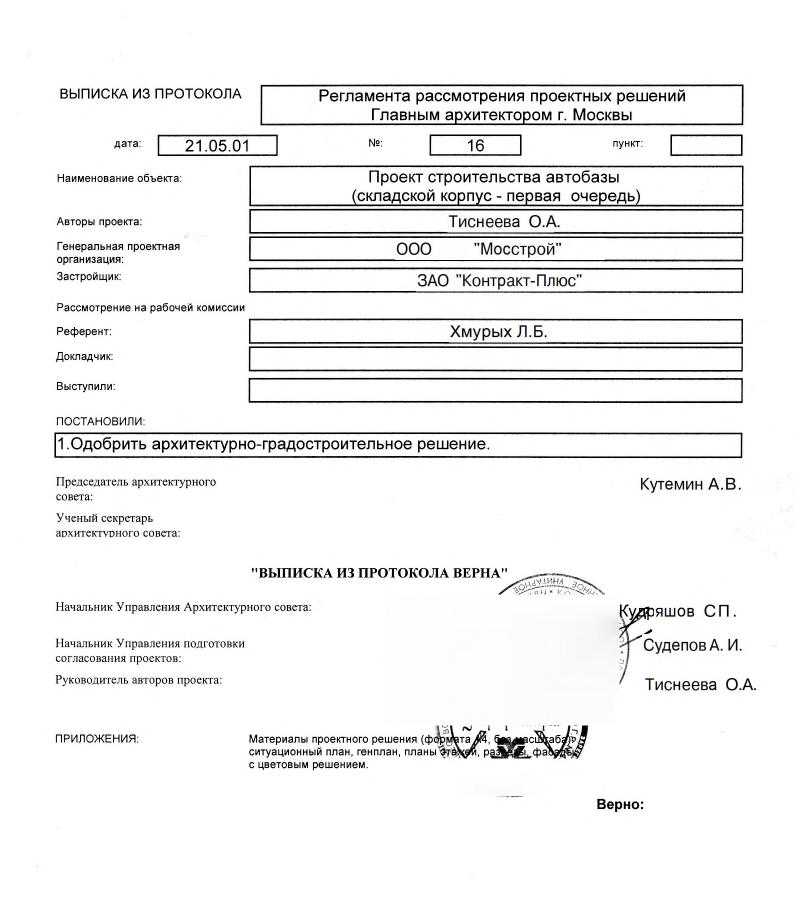 ВЫПИСКА ИЗ ПРОТОКОЛА
Регламента рассмотрения проектных решений
Главным архитектором г. Москвы
дата: 21.05.01 №: 16 пункт:
Наименование объекта:
Проект строительства автобазы
(складской корпус - первая очередь)
Авторы проекта: Тиснеева О.А.
Генеральная проектная
организация:
ООО "Мосстрой"
Застройщик: ЗАО "Контракт-Плюс"
Рассмотрение на рабочей комиссии
Референт: Хмурых Л.Б.
Докладчик:
Выступили:
ПОСТАНОВИЛИ:
1.Одобрить архитектурно-градостроительное решение.
Председатель архитектурного
совета:
Кутемин А.В.
Ученый секретарь
архитектурного совета:
"ВЫПИСКА ИЗ ПРОТОКОЛА ВЕРНА"
Начальник Управления Архитектурного совета: Кудряшов СП.
Начальник Управления подготовки
согласования проектов:
Судепов А. И.
Руководитель авторов проекта: Тиснеева О.А.
ПРИЛОЖЕНИЯ:
Материалы проектного решения (формата А4, без масштаба):
ситуационный план, генплан, планы этажей, разрезы, фасады
с цветовым решением.
Верно:
УНИТАРНОЕ